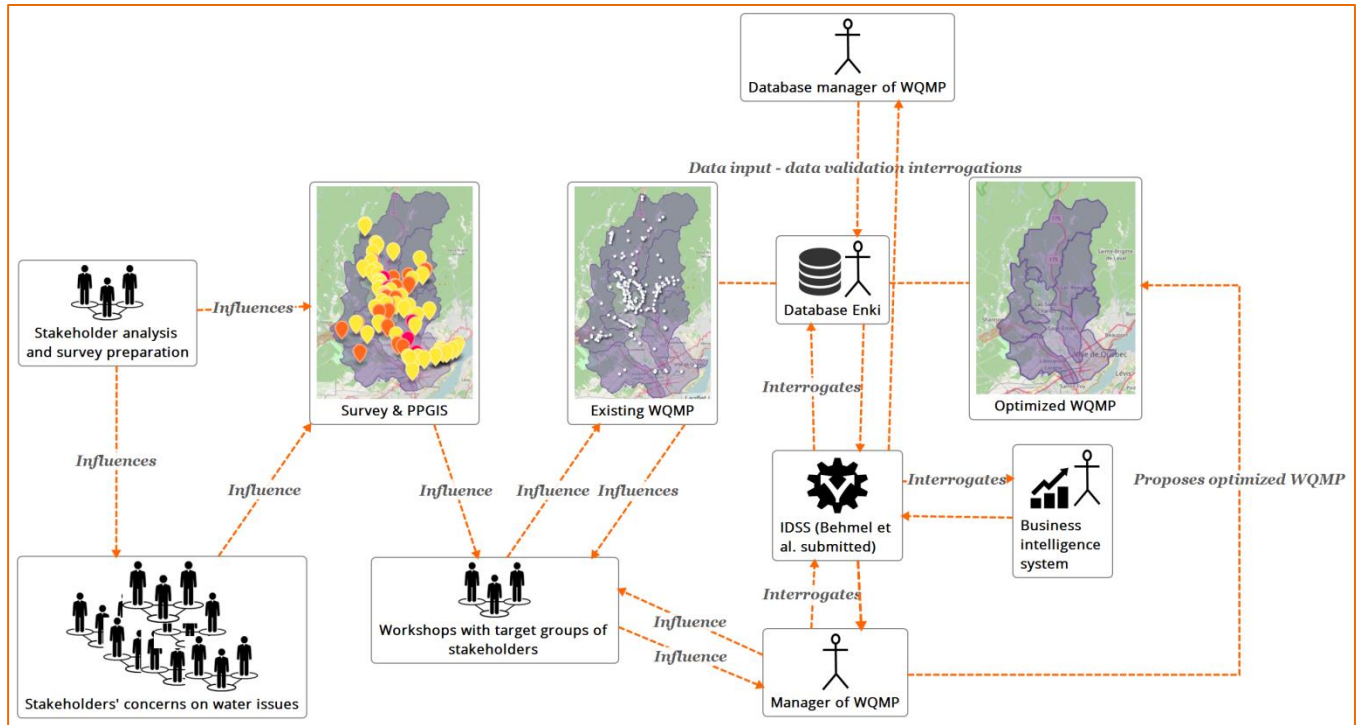 Database manager of WQMP
Data input - data validation interrogations
Stakeholder analysis
and survey preparation
Influences
Survey & PPGIS
Existing WQMP
Database Enki
Optimized WQMP
Interrogates
Influences
Influence
Influence
Influence
Influences
IDSS (Behmel et
al. submitted)
Interrogates
Business
intelligence
system
Proposes optimized WQMP
Interrogates
Stakeholders' concerns on water issues
Workshops with target groups of
stakeholders
Influence
Influence
Manager of WQMP